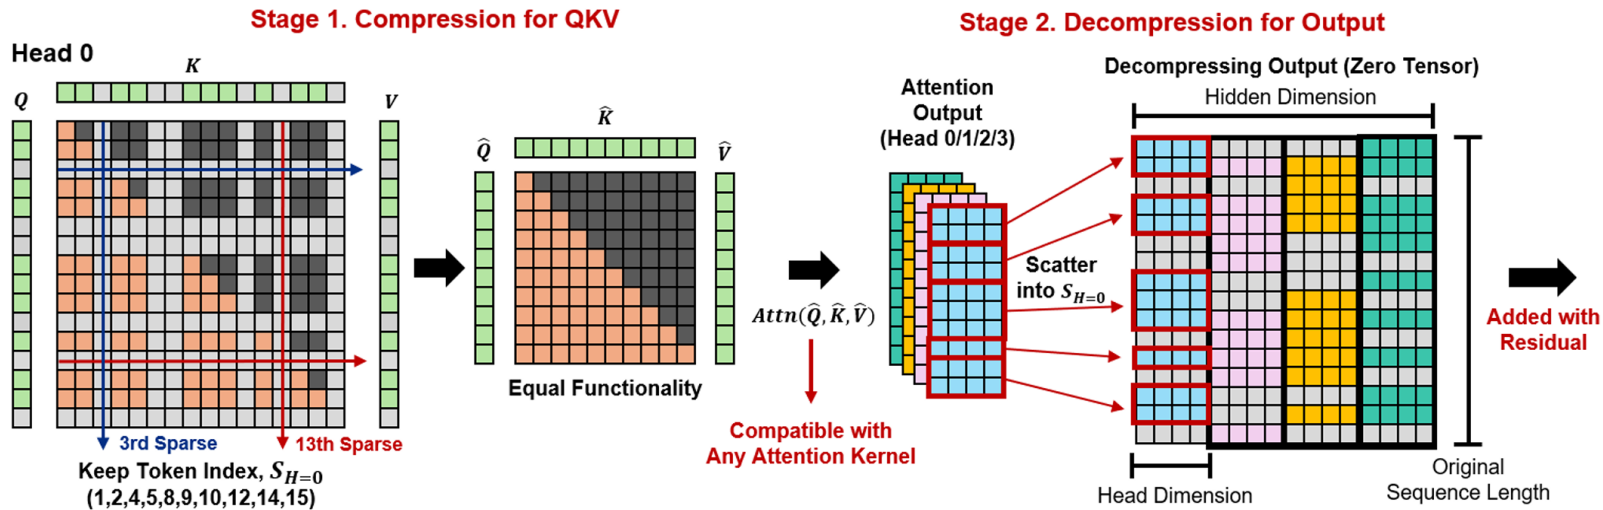 Stage 1. Compression for QKV
Stage 2. Decompression for Output
Head 0
K
Q
V
3rd Sparse
13th Sparse
Keep Token Index, S_{H=0}
(1,2,4,5,8,9,10,12,14,15)
K̂
Q̂
V̂
Equal Functionality
Attn(Q̂, K̂, V̂)
Compatible with
Any Attention Kernel
Attention
Output
(Head 0/1/2/3)
Scatter
into S_{H=0}
Decompressing Output (Zero Tensor)
Hidden Dimension
Head Dimension
Original
Sequence Length
Added with
Residual